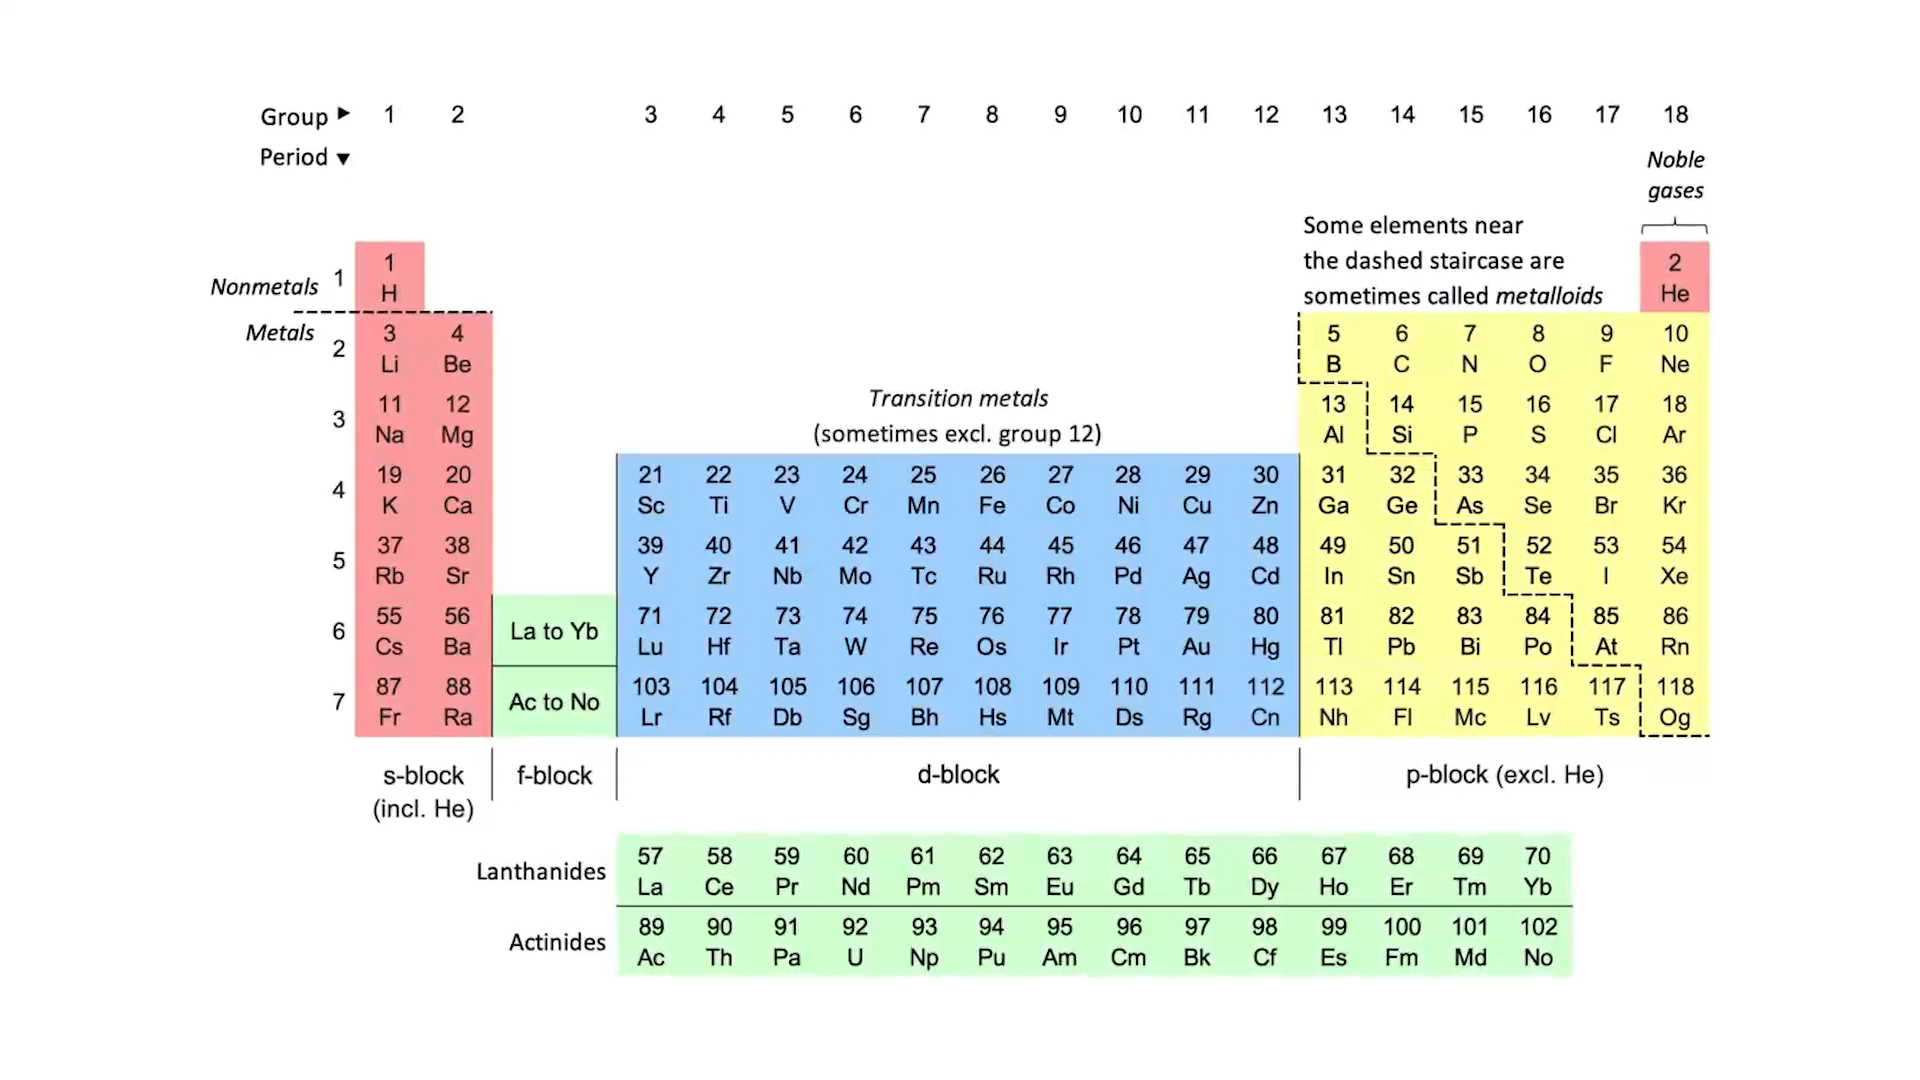 Group ► 1 2 3 4 5 6 7 8 9 10 11 12 13 14 15 16 17 18
Period ▼
Noble
gases
Some elements near
the dashed staircase are
sometimes called metalloids
Nonmetals
1
1 2
H He
Metals
2
3 4 5 6 7 8 9 10
Li Be B C N O F Ne
Transition metals
(sometimes excl. group 12)
3
11 12 13 14 15 16 17 18
Na Mg Al Si P S Cl Ar
4
19 20 21 22 23 24 25 26 27 28 29 30 31 32 33 34 35 36
K Ca Sc Ti V Cr Mn Fe Co Ni Cu Zn Ga Ge As Se Br Kr
5
37 38 39 40 41 42 43 44 45 46 47 48 49 50 51 52 53 54
Rb Sr Y Zr Nb Mo Tc Ru Rh Pd Ag Cd In Sn Sb Te I Xe
6
55 56 71 72 73 74 75 76 77 78 79 80 81 82 83 84 85 86
La to Yb
Cs Ba Lu Hf Ta W Re Os Ir Pt Au Hg Tl Pb Bi Po At Rn
7
87 88 103 104 105 106 107 108 109 110 111 112 113 114 115 116 117 118
Ac to No
Fr Ra Lr Rf Db Sg Bh Hs Mt Ds Rg Cn Nh Fl Mc Lv Ts Og
s-block
(incl. He)
f-block
d-block
p-block (excl. He)
Lanthanides
57 58 59 60 61 62 63 64 65 66 67 68 69 70
La Ce Pr Nd Pm Sm Eu Gd Tb Dy Ho Er Tm Yb
Actinides
89 90 91 92 93 94 95 96 97 98 99 100 101 102
Ac Th Pa U Np Pu Am Cm Bk Cf Es Fm Md No